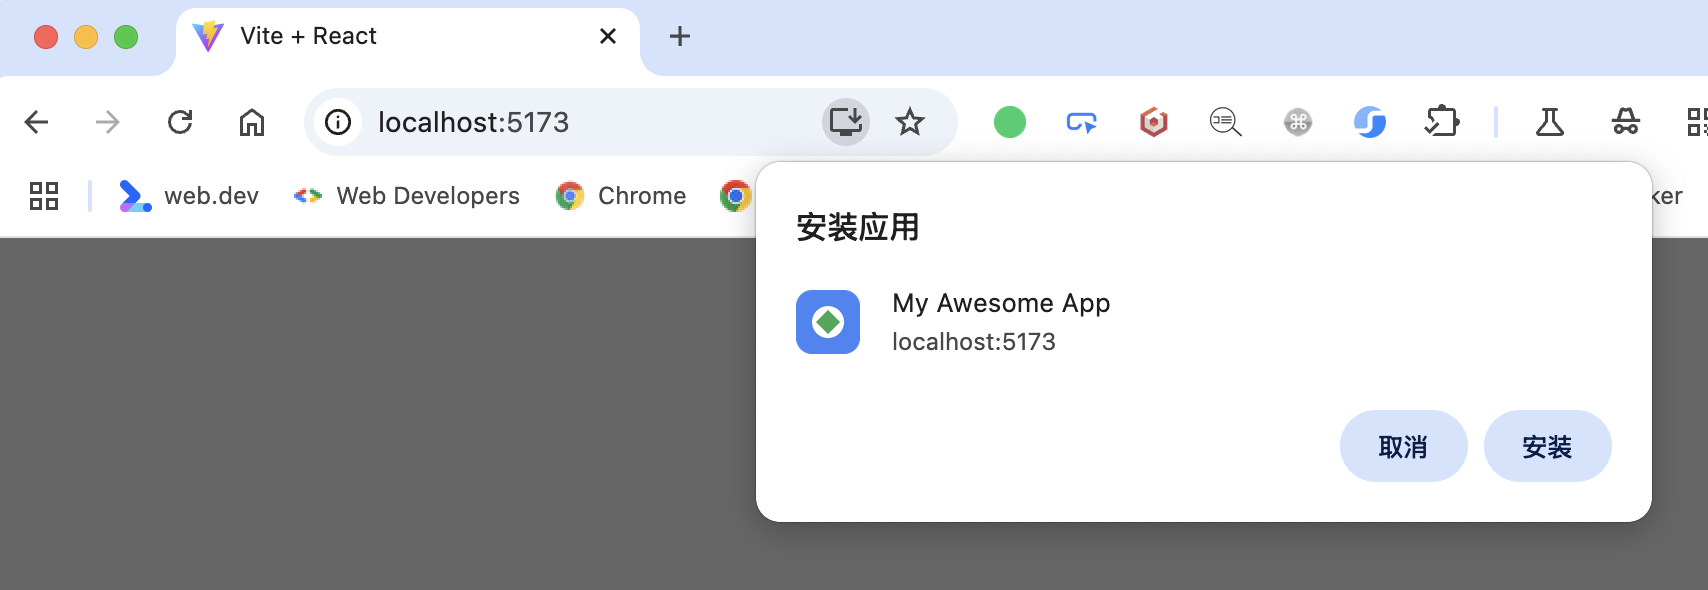 Vite + React
localhost:5173
web.dev
Web Developers
Chrome
ker
安装应用
My Awesome App
localhost:5173
取消
安装